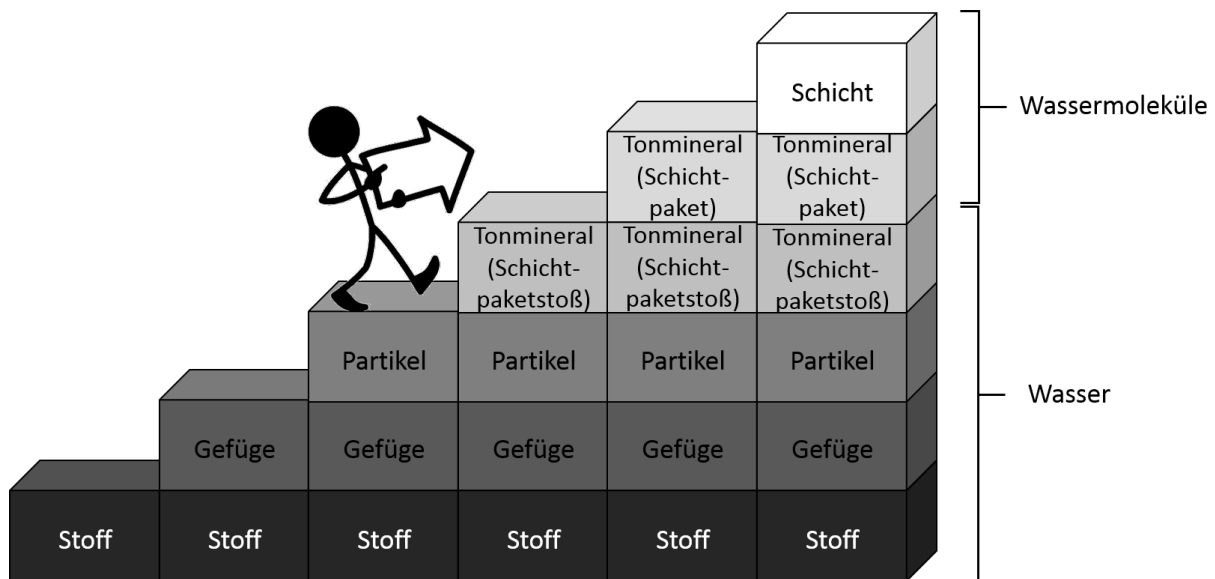 Schicht
Wassermoleküle
Tonmineral
(Schicht-
paket)
Tonmineral
(Schicht-
paket)
Tonmineral
(Schicht-
paketstoß)
Tonmineral
(Schicht-
paketstoß)
Tonmineral
(Schicht-
paketstoß)
Partikel
Partikel
Partikel
Partikel
Wasser
Gefüge
Gefüge
Gefüge
Gefüge
Gefüge
Stoff
Stoff
Stoff
Stoff
Stoff
Stoff